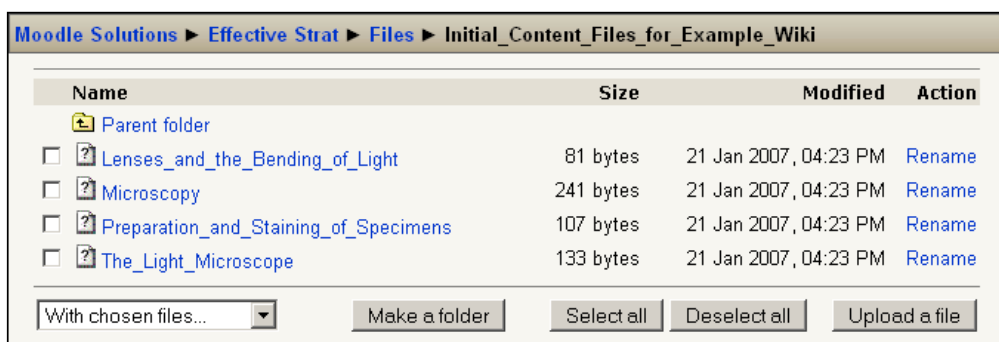 Moodle Solutions ► Effective Strat ► Files ► Initial_Content_Files_for_Example_Wiki
Name Size Modified Action
Parent folder
Lenses_and_the_Bending_of_Light 81 bytes 21 Jan 2007, 04:23 PM Rename
Microscopy 241 bytes 21 Jan 2007, 04:23 PM Rename
Preparation_and_Staining_of_Specimens 107 bytes 21 Jan 2007, 04:23 PM Rename
The_Light_Microscope 133 bytes 21 Jan 2007, 04:23 PM Rename
With chosen files... Make a folder Select all Deselect all Upload a file